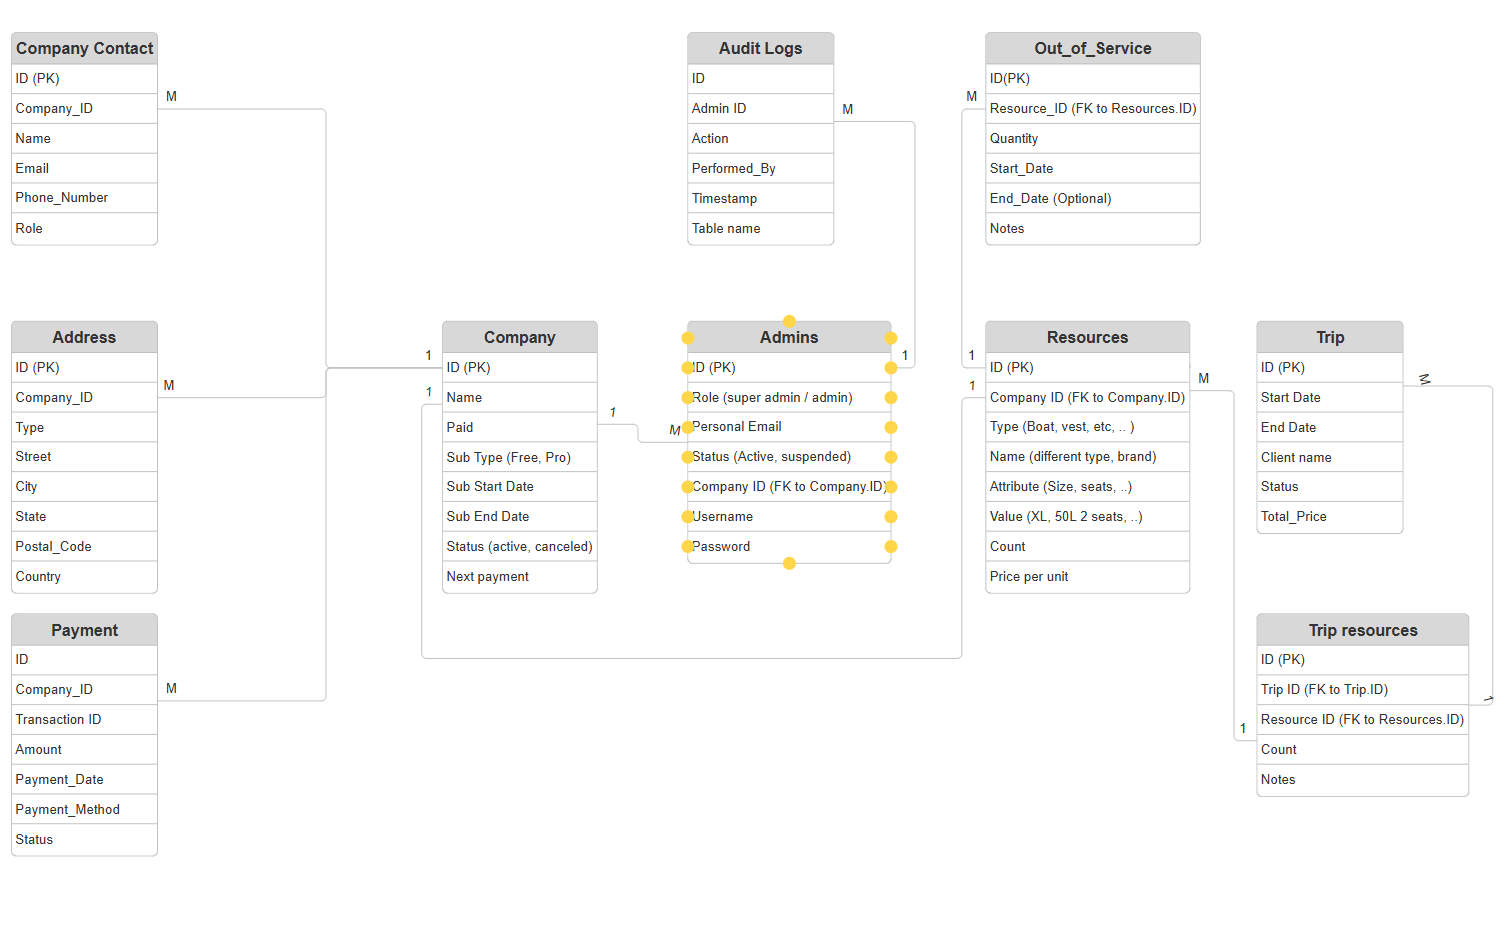 Company Contact
ID (PK)
Company_ID
Name
Email
Phone_Number
Role
M
Audit Logs
ID
Admin ID
Action
Performed_By
Timestamp
Table name
M
Out_of_Service
ID(PK)
Resource_ID (FK to Resources.ID)
Quantity
Start_Date
End_Date (Optional)
Notes
M
Address
ID (PK)
Company_ID
Type
Street
City
State
Postal_Code
Country
M
Company
ID (PK)
Name
Paid
Sub Type (Free, Pro)
Sub Start Date
Sub End Date
Status (active, canceled)
Next payment
1
1
1
M
Admins
ID (PK)
Role (super admin / admin)
Personal Email
Status (Active, suspended)
Company ID (FK to Company.ID)
Username
Password
1
1
1
Resources
ID (PK)
Company ID (FK to Company.ID)
Type (Boat, vest, etc, .. )
Name (different type, brand)
Attribute (Size, seats, ..)
Value (XL, 50L 2 seats, ..)
Count
Price per unit
M
Trip
ID (PK)
Start Date
End Date
Client name
Status
Total_Price
M
Payment
ID
Company_ID
Transaction ID
Amount
Payment_Date
Payment_Method
Status
M
Trip resources
ID (PK)
Trip ID (FK to Trip.ID)
Resource ID (FK to Resources.ID)
Count
Notes
1
1